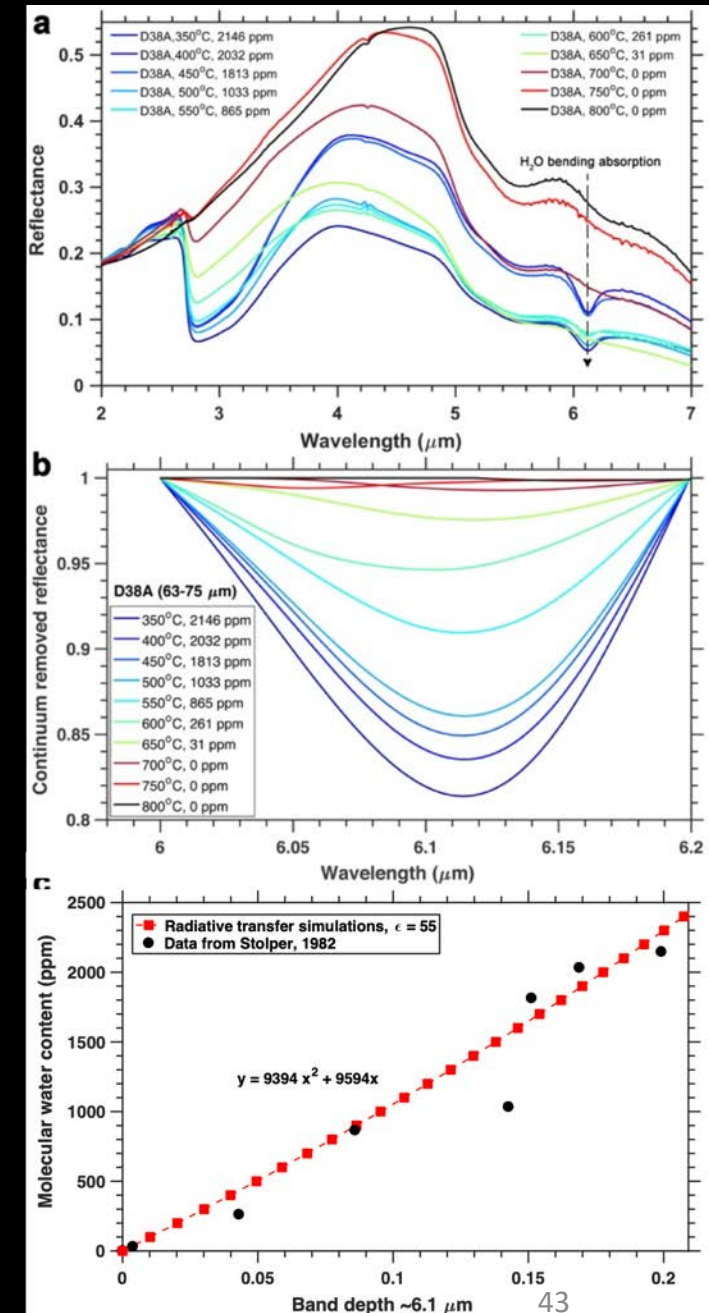 a
D38A,350°C, 2146 ppm
D38A,400°C, 2032 ppm
D38A, 450°C, 1813 ppm
D38A, 500°C, 1033 ppm
D38A, 550°C, 865 ppm
D38A, 600°C, 261 ppm
D38A, 650°C, 31 ppm
D38A, 700°C, 0 ppm
D38A, 750°C, 0 ppm
D38A, 800°C, 0 ppm
H₂O bending absorption
Reflectance
0.5
0.4
0.3
0.2
0.1
0
2 3 4 5 6 7
Wavelength (μm)
b
Continuum removed reflectance
1
0.95
0.9
0.85
0.8
D38A (63-75 μm)
350°C, 2146 ppm
400°C, 2032 ppm
450°C, 1813 ppm
500°C, 1033 ppm
550°C, 865 ppm
600°C, 261 ppm
650°C, 31 ppm
700°C, 0 ppm
750°C, 0 ppm
800°C, 0 ppm
6 6.05 6.1 6.15 6.2
Wavelength (μm)
c
Molecular water content (ppm)
2500
2000
1500
1000
500
0
Radiative transfer simulations, ϵ = 55
Data from Stolper, 1982
y = 9394 x² + 9594x
0 0.05 0.1 0.15 0.2
Band depth ~6.1 μm
43